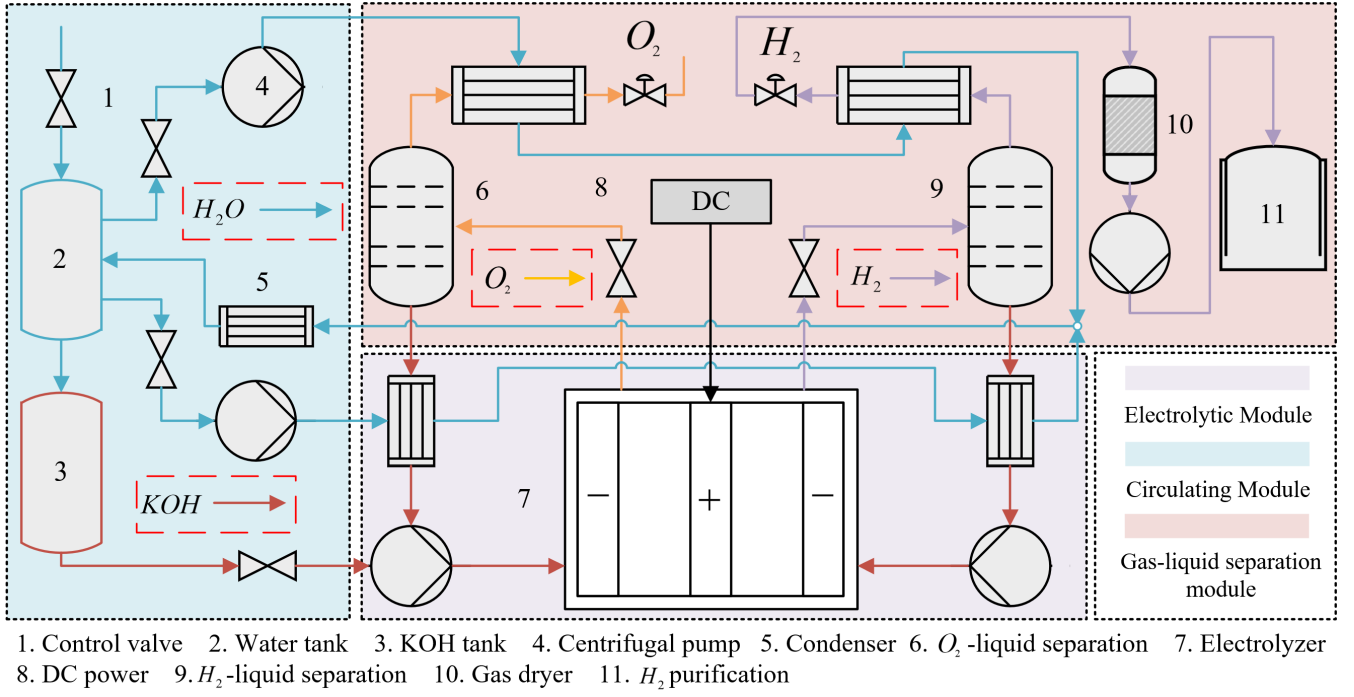 O₂ H₂
4
1
10
6 8 DC 9
H₂O
11
2
O₂ H₂
5
Electrolytic Module
3
Circulating Module
7 − + −
KOH
Gas-liquid separation
module
1. Control valve 2. Water tank 3. KOH tank 4. Centrifugal pump 5. Condenser 6. O₂ -liquid separation 7. Electrolyzer
8. DC power 9. H₂ -liquid separation 10. Gas dryer 11. H₂ purification